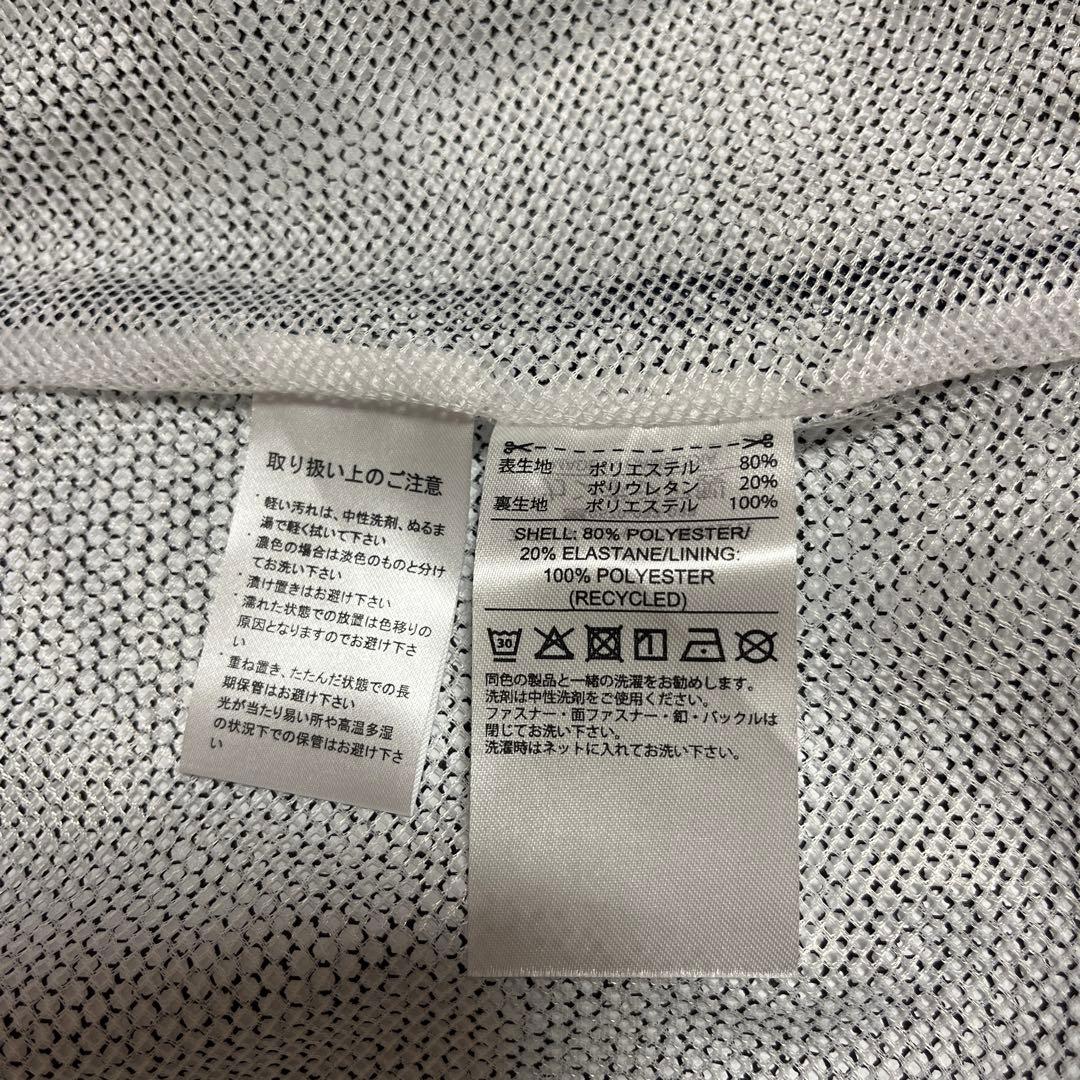 取り扱い上のご注意
・軽い汚れは、中性洗剤、ぬるま
湯で軽く拭いて下さい
・濃色の場合は淡色のものと分け
てお洗い下さい
・漬け置きはお避け下さい
・濡れた状態での放置は色移りの
原因となりますのでお避け下さ
い
・重ね置き、たたんだ状態での長
期保管はお避け下さい
光が当たり易い所や高温多湿
の状況下での保管はお避け下さ
い
表生地 ポリエステル 80%
ポリウレタン 20%
裏生地 ポリエステル 100%
SHELL: 80% POLYESTER/
20% ELASTANE/LINING:
100% POLYESTER
(RECYCLED)
30
同色の製品と一緒の洗濯をお勧めします。
洗剤は中性洗剤をご使用ください。
ファスナー・面ファスナー・釦・バックルは
閉じてお洗い下さい。
洗濯時はネットに入れてお洗い下さい。